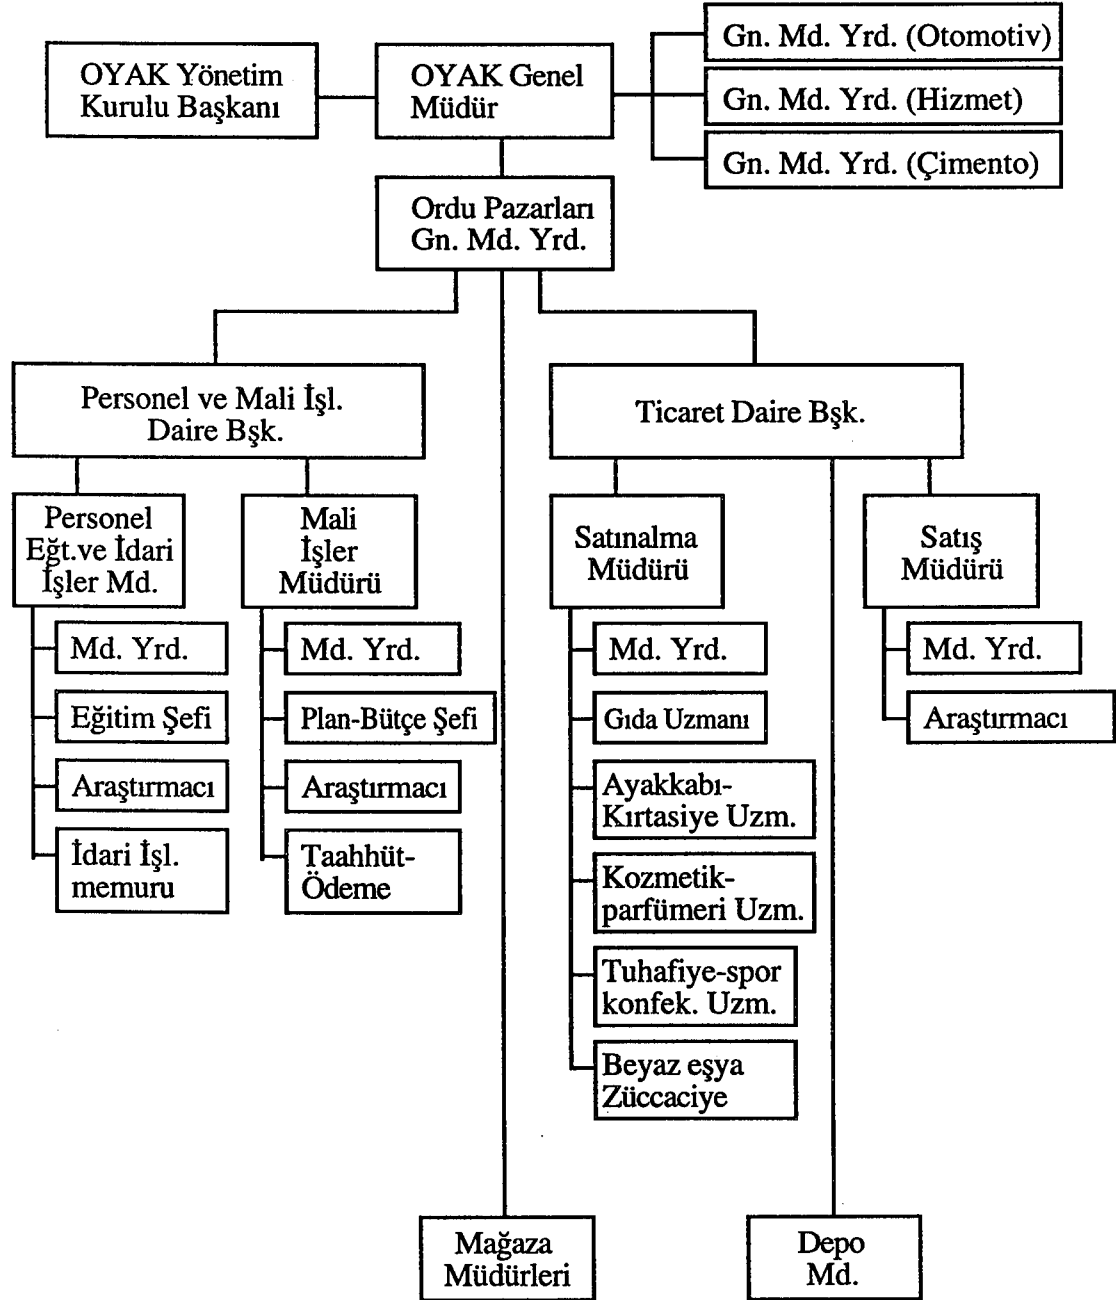 OYAK Yönetim
Kurulu Başkanı
OYAK Genel
Müdür
Gn. Md. Yrd. (Otomotiv)
Gn. Md. Yrd. (Hizmet)
Gn. Md. Yrd. (Çimento)
Ordu Pazarları
Gn. Md. Yrd.
Personel ve Mali İşl.
Daire Bşk.
Ticaret Daire Bşk.
Personel
Eğt.ve İdari
İşler Md.
Md. Yrd.
Eğitim Şefi
Araştırmacı
İdari İşl.
memuru
Mali
İşler
Müdürü
Md. Yrd.
Plan-Bütçe Şefi
Araştırmacı
Taahhüt-
Ödeme
Satınalma
Müdürü
Md. Yrd.
Gıda Uzmanı
Ayakkabı-
Kırtasiye Uzm.
Kozmetik-
parfümeri Uzm.
Tuhafiye-spor
konfek. Uzm.
Beyaz eşya
Züccaciye
Satış
Müdürü
Md. Yrd.
Araştırmacı
Mağaza
Müdürleri
Depo
Md.